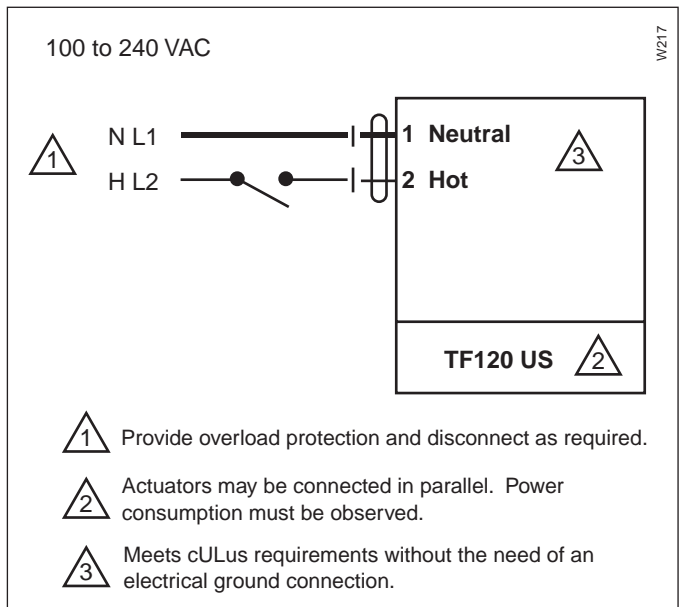 100 to 240 VAC
W217
N L1
1 Neutral
1
3
H L2
2 Hot
TF120 US
2
1 Provide overload protection and disconnect as required.
2 Actuators may be connected in parallel. Power
consumption must be observed.
3 Meets cULus requirements without the need of an
electrical ground connection.